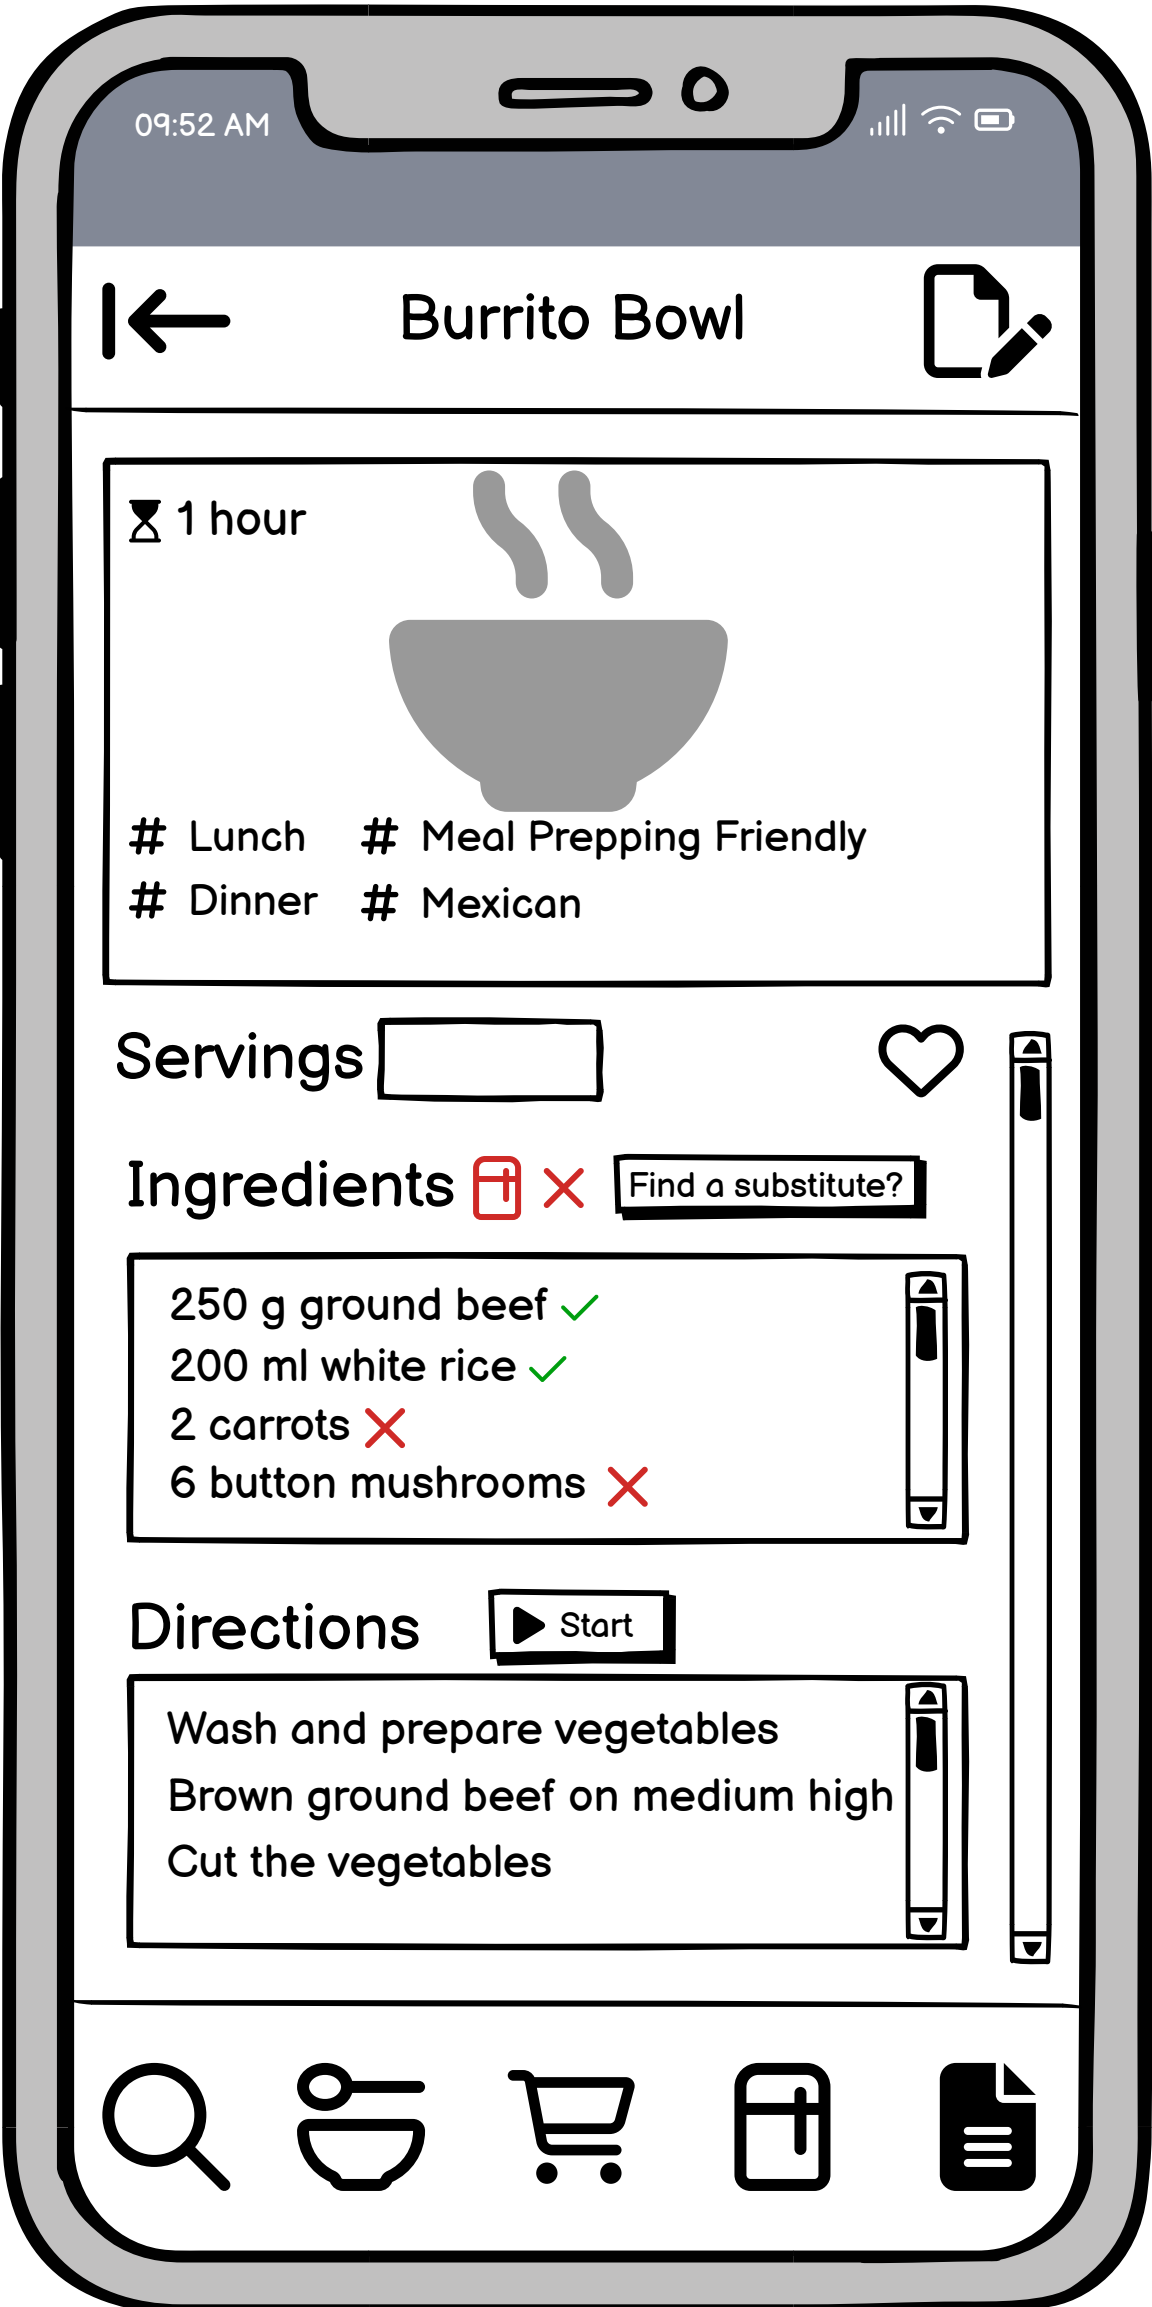 09:52 AM
Burrito Bowl
1 hour
# Lunch # Meal Prepping Friendly
# Dinner # Mexican
Servings
Ingredients Find a substitute?
250 g ground beef
200 ml white rice
2 carrots
6 button mushrooms
Directions Start
Wash and prepare vegetables
Brown ground beef on medium high
Cut the vegetables